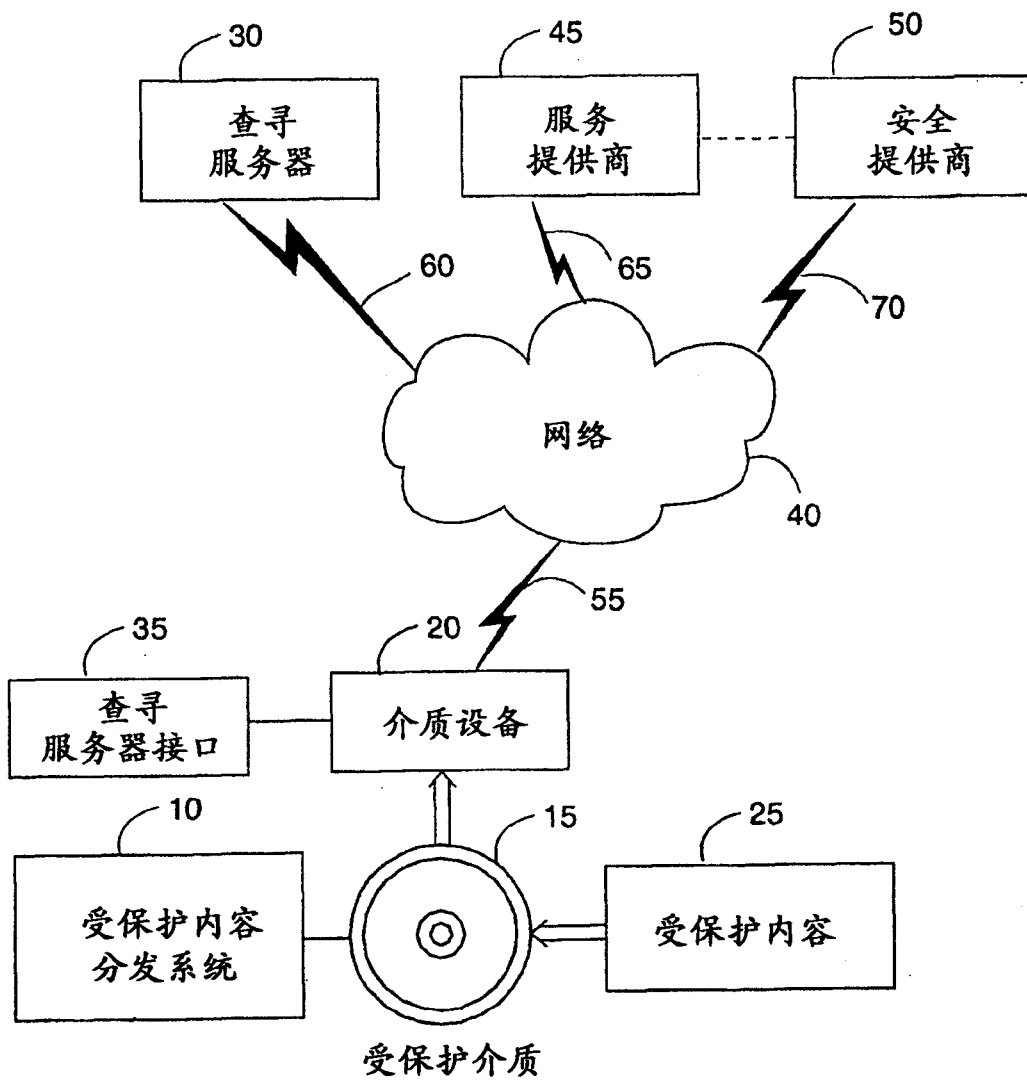 30
45
50
查寻
服务器
服务
提供商
安全
提供商
60
65
70
网络
40
55
35
20
查寻
服务器接口
介质设备
10
15
25
受保护内容
分发系统
受保护内容
受保护介质